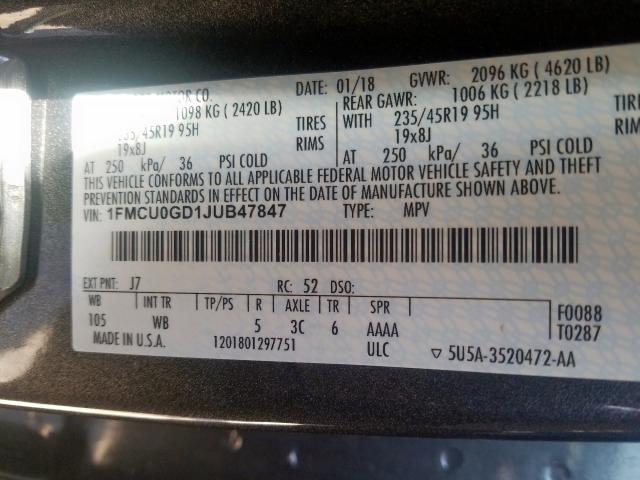 MOTOR CO. DATE: 01/18 GVWR: 2096 KG ( 4620 LB)
1098 KG ( 2420 LB) REAR GAWR: 1006 KG ( 2218 LB)
235/45R19 95H TIRES WITH 235/45R19 95H TIRES
19x8J RIMS 19x8J RIMS
AT 250 kPa/ 36 PSI COLD AT 250 kPa/ 36 PSI COLD
THIS VEHICLE CONFORMS TO ALL APPLICABLE FEDERAL MOTOR VEHICLE SAFETY AND THEFT
PREVENTION STANDARDS IN EFFECT ON THE DATE OF MANUFACTURE SHOWN ABOVE.
VIN: 1FMCU0GD1JUB47847 TYPE: MPV
EXT PNT: J7 RC: 52 DSO:
WB INT TR TP/PS R AXLE TR SPR F0088
105 WB 5 3C 6 AAAA T0287
MADE IN U.S.A. 1201801297751 ULC ▽ 5U5A-3520472-AA